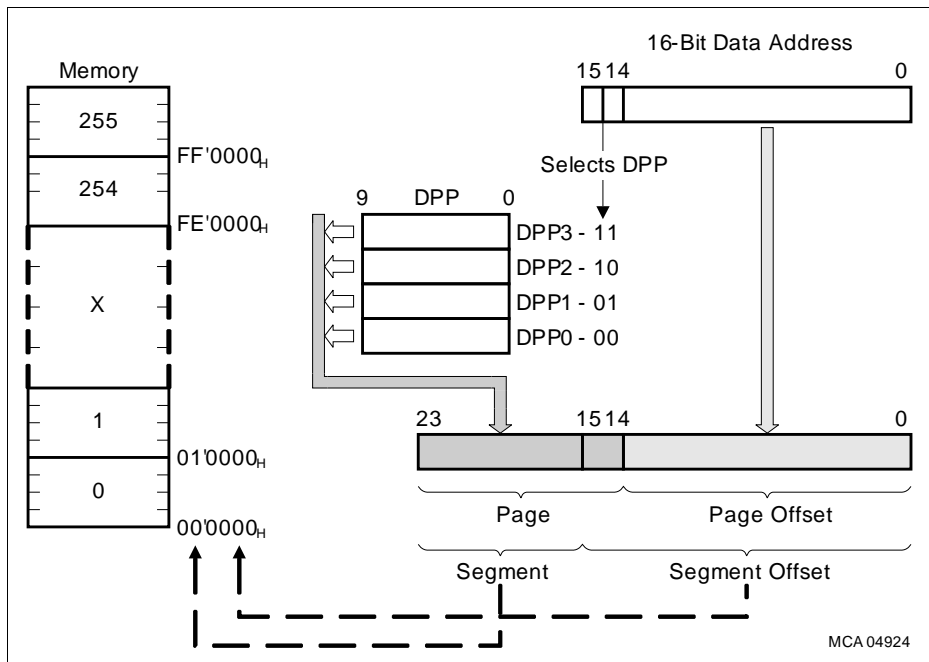 16-Bit Data Address
Memory
15 14 0
255
Selects DPP
FF'0000H
254
9 DPP 0
FE'0000H
DPP3 - 11
DPP2 - 10
X
DPP1 - 01
DPP0 - 00
1
23 15 14 0
01'0000H
0
Page Page Offset
00'0000H
Segment Segment Offset
MCA 04924